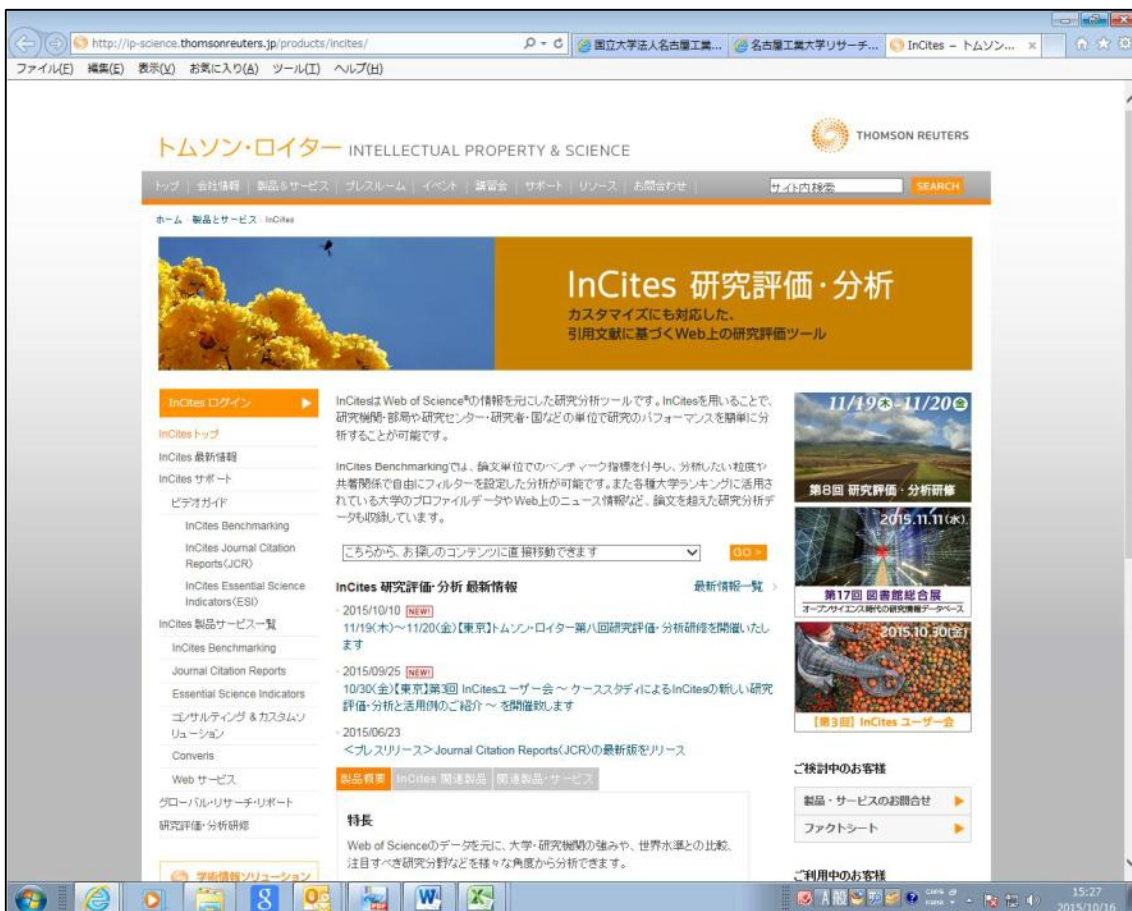 http://ip-science.thomsonreuters.jp/products/incites/
国立大学法人名古屋工業...
名古屋工業大学リサーチ...
InCites – トムソン...
ファイル(F) 編集(E) 表示(V) お気に入り(A) ツール(T) ヘルプ(H)
トムソン・ロイター INTELLECTUAL PROPERTY & SCIENCE
THOMSON REUTERS
トップ | 会社情報 | 製品&サービス | プレスルーム | イベント | 講習会 | サポート | リソース | お問合わせ |
サイト内検索
SEARCH
ホーム 製品とサービス InCites
InCites 研究評価・分析
カスタマイズにも対応した、
引用文献に基づくWeb上の研究評価ツール
InCites ログイン
InCites トップ
InCites 最新情報
InCites サポート
ビデオガイド
InCites Benchmarking
InCites Journal Citation
Reports(JCR)
InCites Essential Science
Indicators(ESI)
InCites 製品サービス一覧
InCites Benchmarking
Journal Citation Reports
Essential Science Indicators
コンサルティング & カスタムソ
リューション
Converis
Web サービス
グローバル・リサーチ・リポート
研究評価・分析研修
学術情報ソリューション
InCitesは Web of Science®の情報を元にした研究分析ツールです。InCitesを用いることで、
研究機関・部局や研究センター・研究者・国などの単位で研究のパフォーマンスを簡単に分
析することが可能です。
InCites Benchmarkingでは、論文単位でのベンティマーク指標を付与し、分析したい粒度や
共著関係で自由にフィルターを設定した分析が可能です。また各種大学ランキングに活用さ
れている大学のプロファイルデータや Web上のニュース情報など、論文を超えた研究分析デ
ータも収録しています。
こちらから、お探しのコンテンツに直接移動できます
GO >
InCites 研究評価・分析 最新情報
最新情報一覧
2015/10/10 NEW!
11/19(木)~11/20(金)【東京】トムソン・ロイター第八回研究評価・分析研修を開催いたし
ます
2015/09/25 NEW!
10/30(金)【東京】第3回 InCitesユーザー会 ~ ケーススタディによるInCitesの新しい研究
評価・分析と活用例のご紹介 ~ を開催致します
2015/06/23
<プレスリリース>Journal Citation Reports(JCR)の最新版をリリース
製品概要 InCites 関連製品 関連製品・サービス
特長
Web of Scienceのデータを元に、大学・研究機関の強みや、世界水準との比較、
注目すべき研究分野などを様々な角度から分析できます。
11/19木-11/20金
第8回 研究評価・分析研修
2015.11.11(水)
第17回 図書館総合展
オープンサイエンス時代の研究情報データベース
2015.10.30(金)
【第3回】InCites ユーザー会
ご検討中のお客様
製品・サービスのお問合せ
ファクトシート
ご利用中のお客様
A 般
CAPS
KANA
15:27
2015/10/16